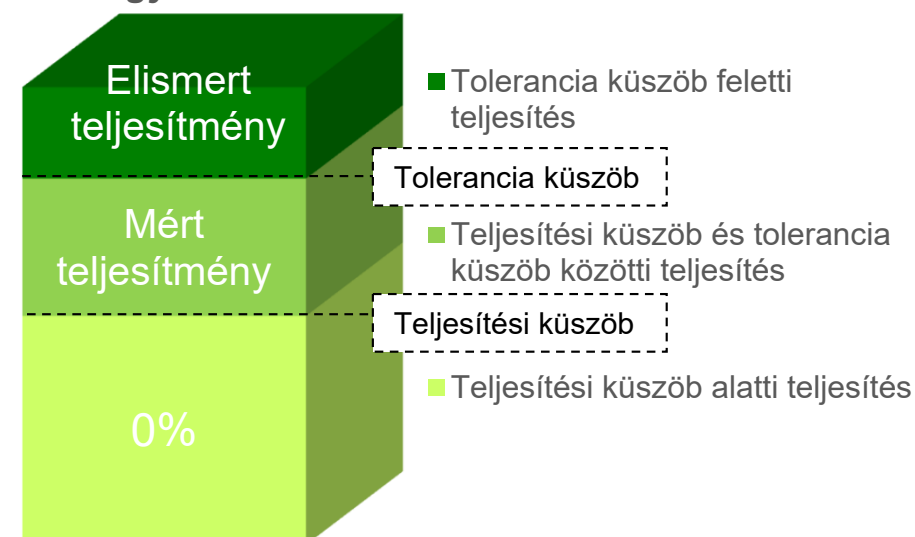 Elismert
teljesítmény
Tolerancia küszöb feletti
teljesítés
Tolerancia küszöb
Mért
teljesítmény
Teljesítési küszöb és tolerancia
küszöb közötti teljesítés
Teljesítési küszöb
Teljesítési küszöb alatti teljesítés
0%